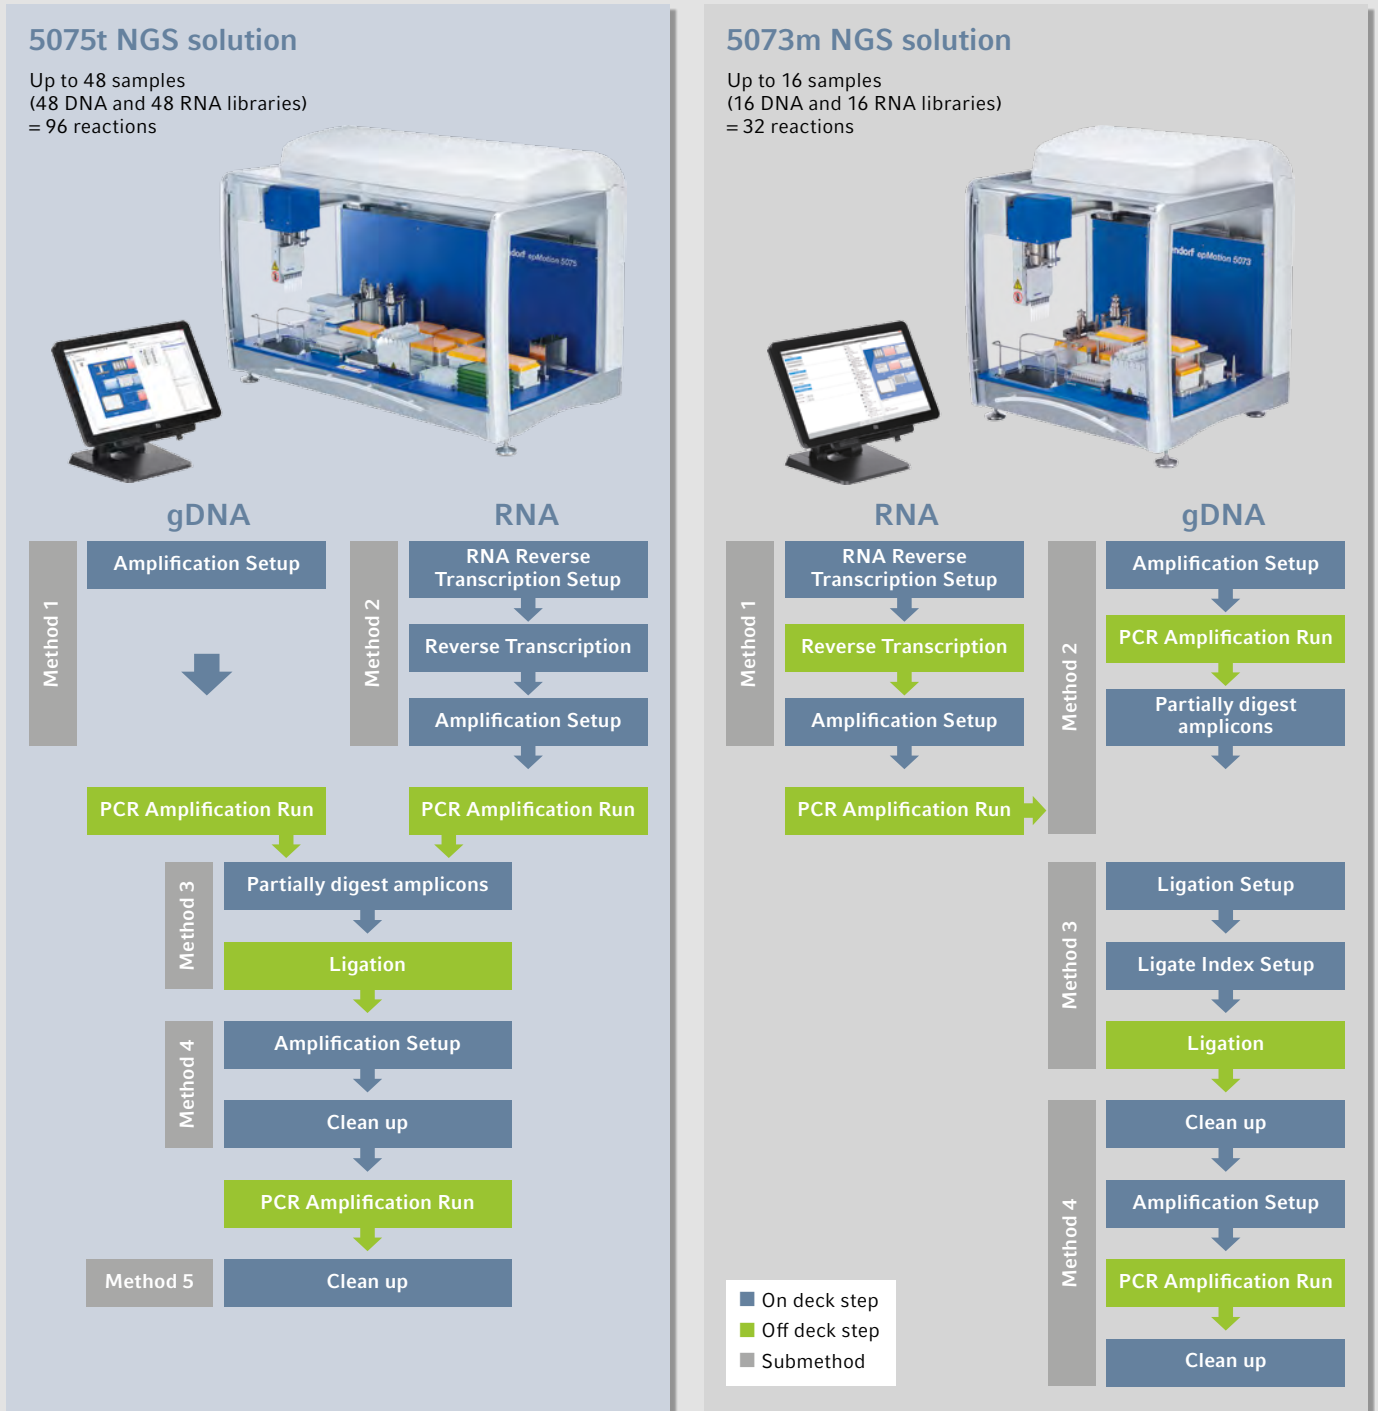 5075t NGS solution
Up to 48 samples
(48 DNA and 48 RNA libraries)
= 96 reactions
ndorf epMotion 5075
gDNA
RNA
Method 1
Amplification Setup
Method 2
RNA Reverse
Transcription Setup
Reverse Transcription
Amplification Setup
PCR Amplification Run
PCR Amplification Run
Method 3
Partially digest amplicons
Ligation
Method 4
Amplification Setup
Clean up
PCR Amplification Run
Method 5
Clean up
5073m NGS solution
Up to 16 samples
(16 DNA and 16 RNA libraries)
= 32 reactions
endorf epMotion 5073
RNA
gDNA
Method 1
RNA Reverse
Transcription Setup
Reverse Transcription
Amplification Setup
PCR Amplification Run
Method 2
Amplification Setup
PCR Amplification Run
Partially digest
amplicons
Method 3
Ligation Setup
Ligate Index Setup
Ligation
Method 4
Clean up
Amplification Setup
PCR Amplification Run
Clean up
On deck step
Off deck step
Submethod